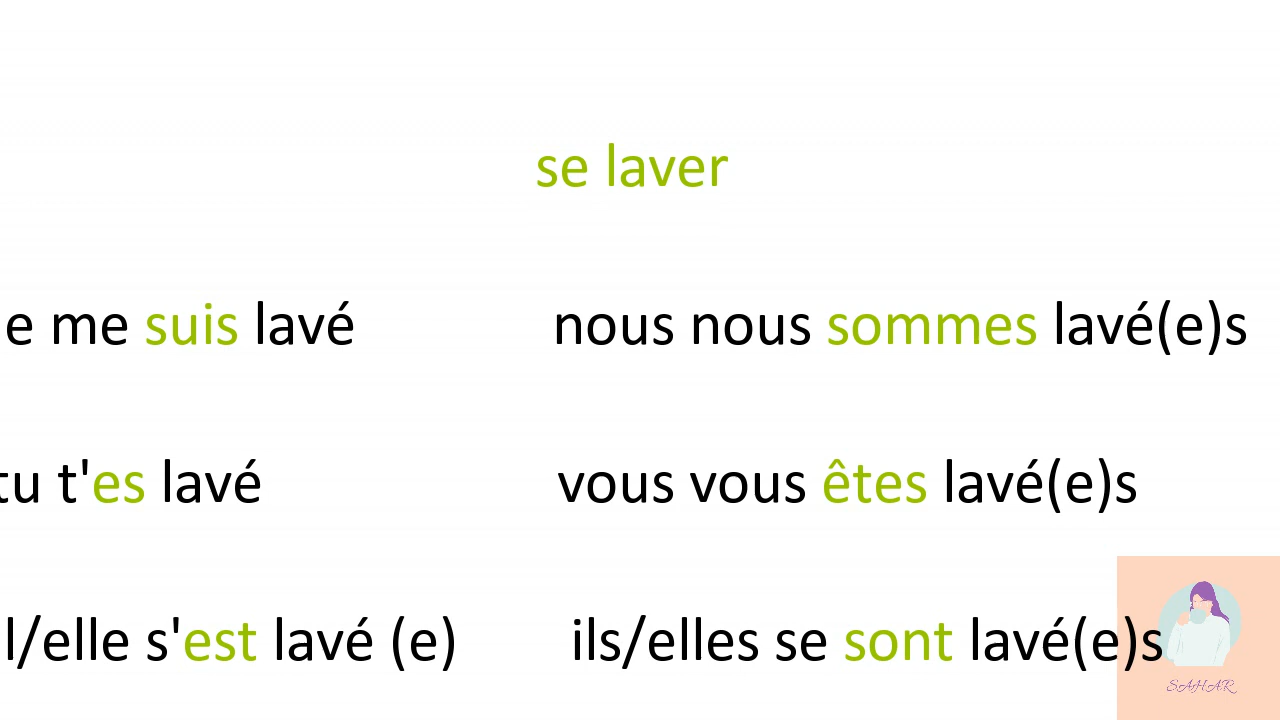 se laver
e me suis lavé nous nous sommes lavé(e)s
tu t'es lavé vous vous êtes lavé(e)s
l/elle s'est lavé (e) ils/elles se sont lavé(e)s
SAHAR